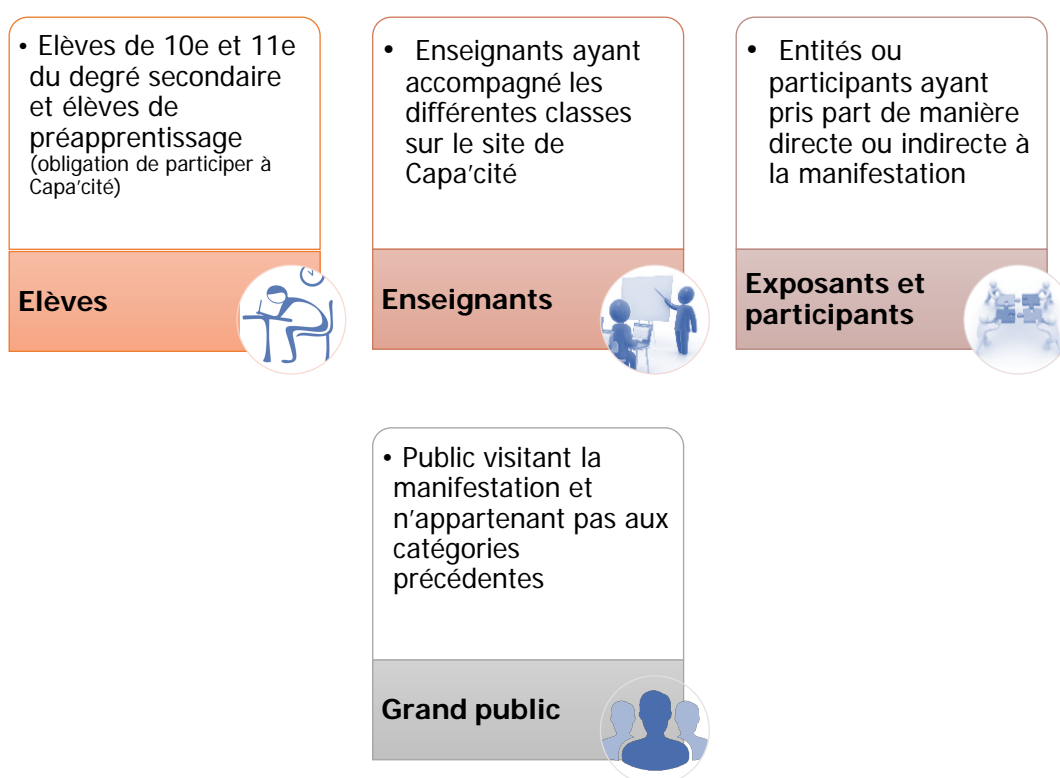 • Elèves de 10e et 11e
du degré secondaire
et élèves de
préapprentissage
(obligation de participer à
Capa'cité)
Elèves
• Enseignants ayant
accompagné les
différentes classes
sur le site de
Capa'cité
Enseignants
• Entités ou
participants ayant
pris part de manière
directe ou indirecte à
la manifestation
Exposants et
participants
• Public visitant la
manifestation et
n'appartenant pas aux
catégories
précédentes
Grand public